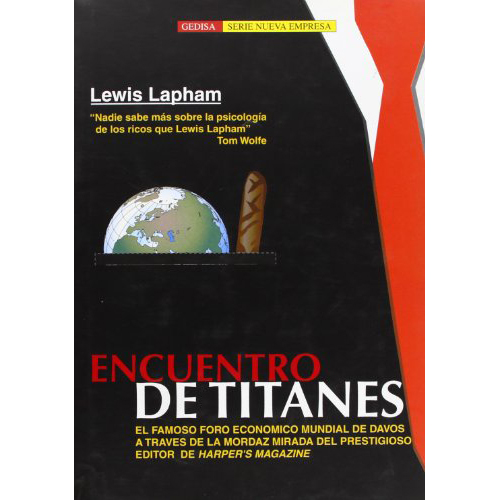 GEDISA SERIE NUEVA EMPRESA
Lewis Lapham
“Nadie sabe más sobre la psicología
de los ricos que Lewis Lapham”
Tom Wolfe
ENCUENTRO
DE TITANES
EL FAMOSO FORO ECONOMICO MUNDIAL DE DAVOS
A TRAVES DE LA MORDAZ MIRADA DEL PRESTIGIOSO
EDITOR DE HARPER'S MAGAZINE